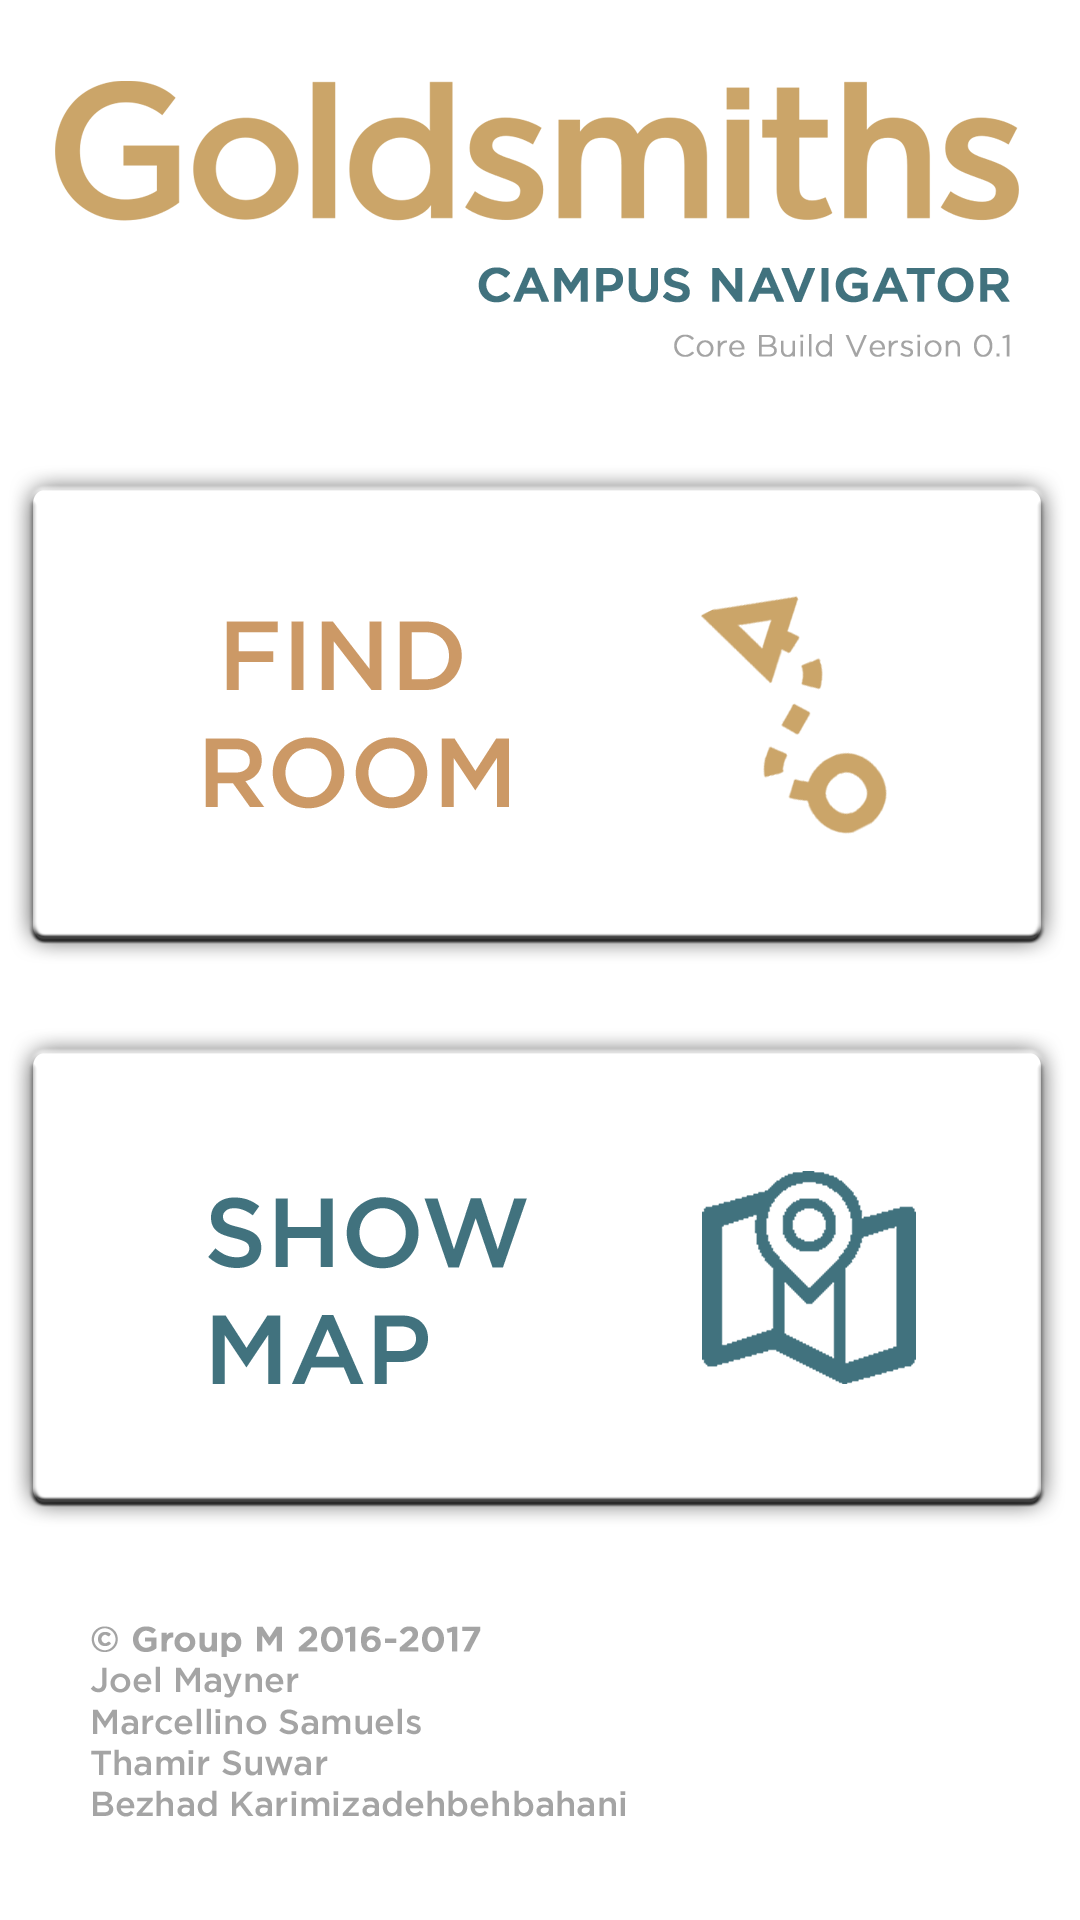 Goldsmiths
CAMPUS NAVIGATOR
Core Build Version 0.1
FIND
ROOM
SHOW
MAP
© Group M 2016-2017
Joel Mayner
Marcellino Samuels
Thamir Suwar
Bezhad Karimizadehbehbahani